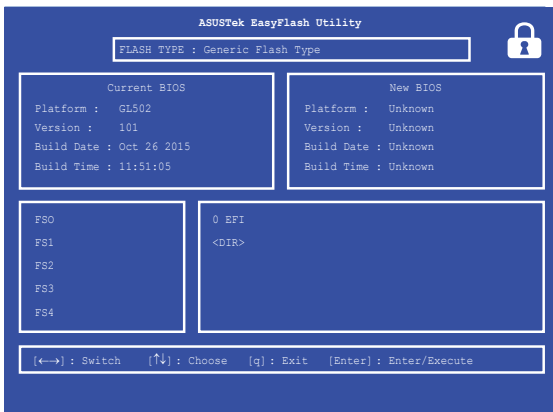 ASUSTek EasyFlash Utility
FLASH TYPE : Generic Flash Type
Current BIOS
Platform : GL502
Version : 101
Build Date : Oct 26 2015
Build Time : 11:51:05
New BIOS
Platform : Unknown
Version : Unknown
Build Date : Unknown
Build Time : Unknown
FS0
FS1
FS2
FS3
FS4
0 EFI
<DIR>
[←→] : Switch [↑↓] : Choose [q] : Exit [Enter] : Enter/Execute